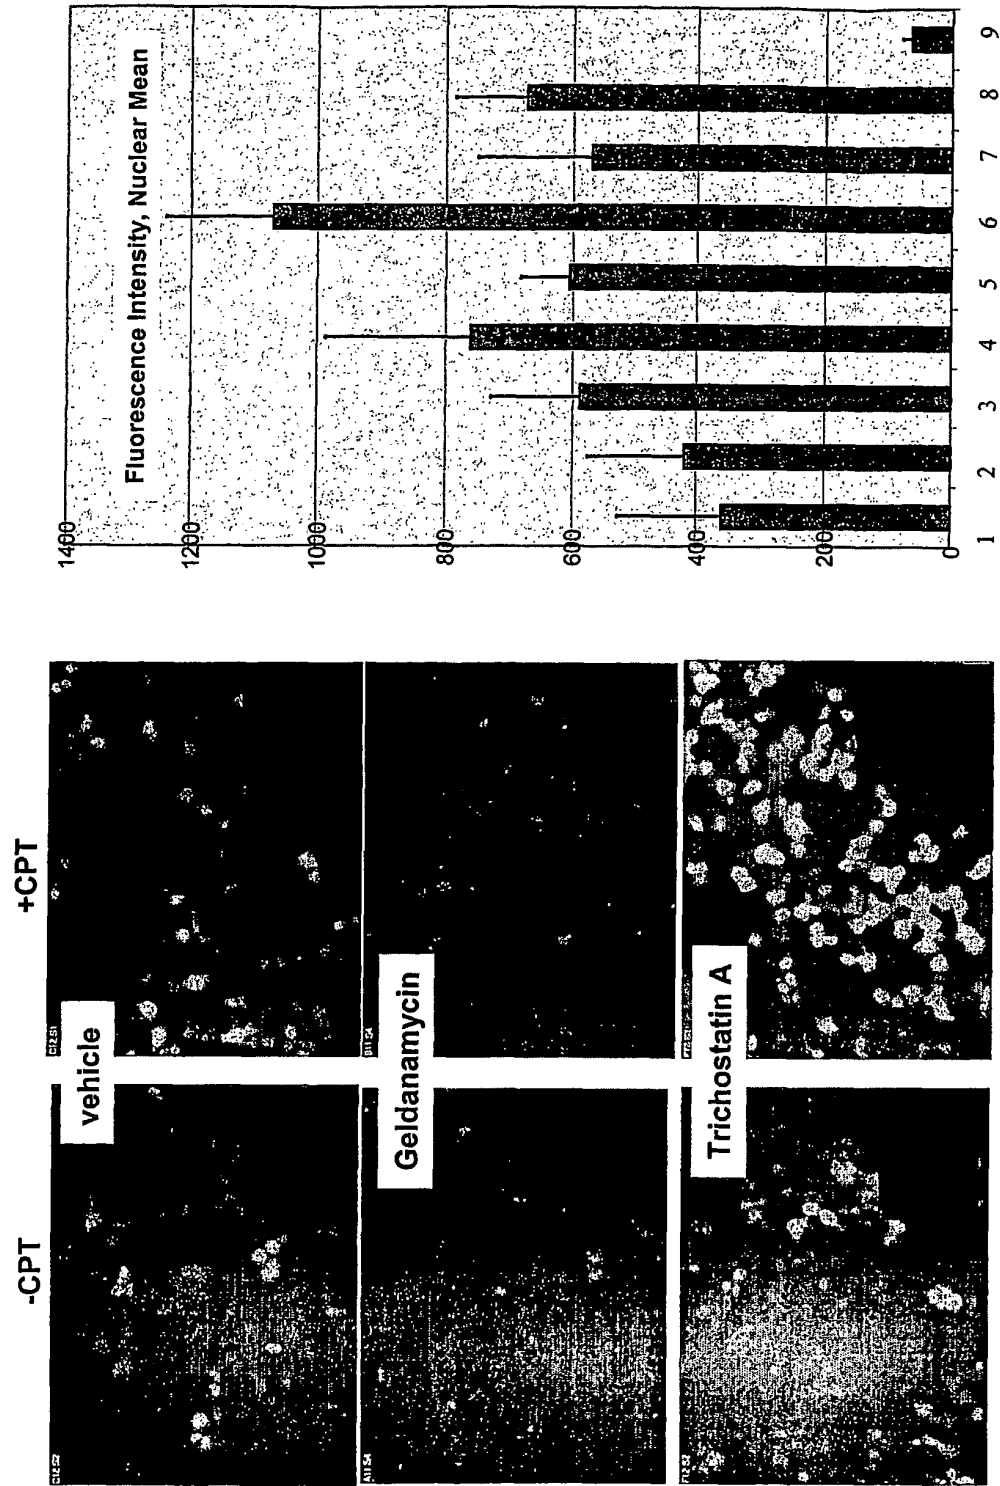 -CPT
+CPT
vehicle
Geldanamycin
Trichostatin A
Fluorescence Intensity, Nuclear Mean
1400
1200
1000
800
600
400
200
0
1 2 3 4 5 6 7 8 9